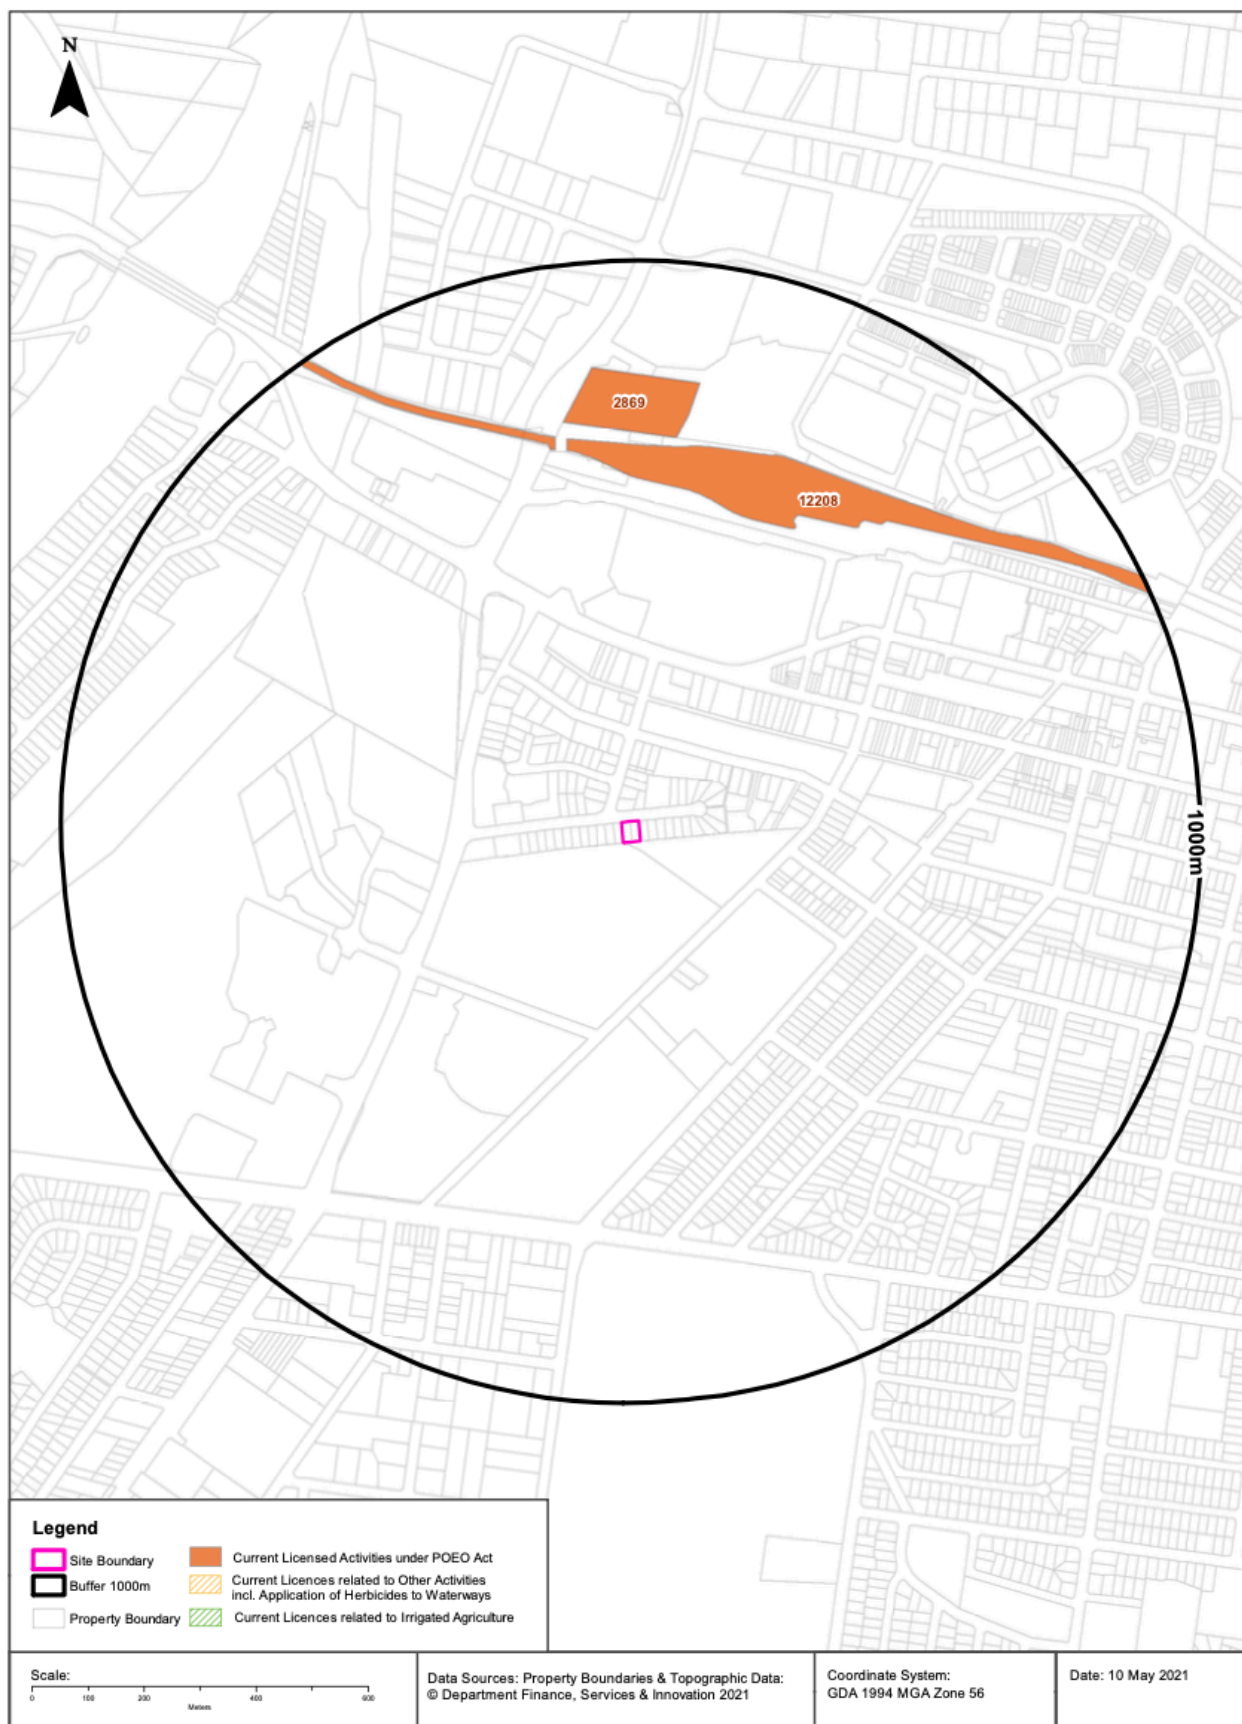 N
2869
12208
1000m
Legend
Site Boundary
Buffer 1000m
Property Boundary
Current Licensed Activities under POEO Act
Current Licences related to Other Activities
incl. Application of Herbicides to Waterways
Current Licences related to Irrigated Agriculture
Scale:
0 100 200 400 600
Meters
Data Sources: Property Boundaries & Topographic Data:
© Department Finance, Services & Innovation 2021
Coordinate System:
GDA 1994 MGA Zone 56
Date: 10 May 2021